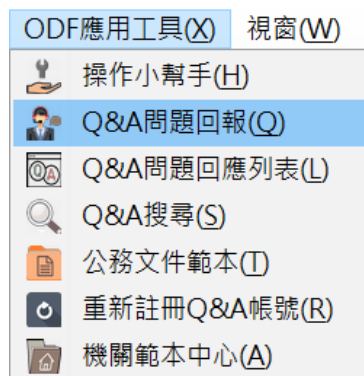 ODF應用工具(X) 視窗(W)
操作小幫手(H)
Q&A問題回報(Q)
Q&A問題回應列表(L)
Q&A搜尋(S)
公務文件範本(T)
重新註冊Q&A帳號(R)
機關範本中心(A)